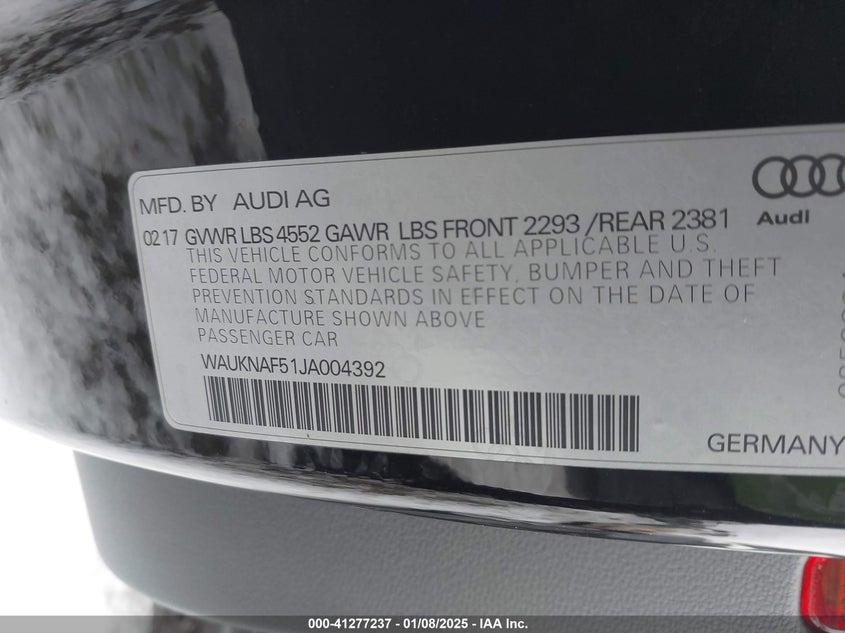 MFD. BY AUDI AG
Audi
02 17 GVWR LBS 4552 GAWR LBS FRONT 2293 /REAR 2381
THIS VEHICLE CONFORMS TO ALL APPLICABLE U.S.
FEDERAL MOTOR VEHICLE SAFETY, BUMPER AND THEFT
PREVENTION STANDARDS IN EFFECT ON THE DATE OF
MANUFACTURE SHOWN ABOVE
PASSENGER CAR
WAUKNAF51JA004392
GERMANY
000-41277237 - 01/08/2025 - IAA Inc.